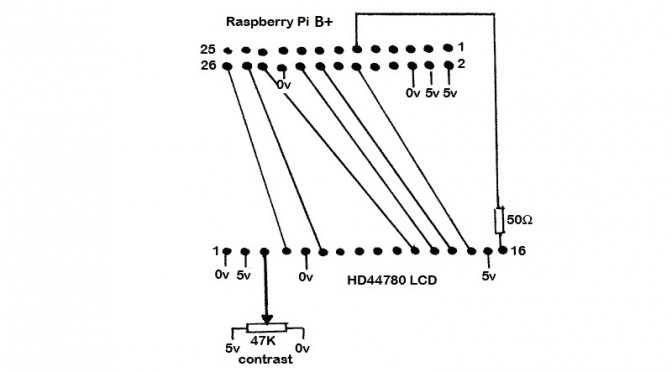 Raspberry Pi B+
25 1
26 2
0v 0v 5v 5v
50Ω
1 16
0v 5v 0v 5v
HD44780 LCD
5v 47K 0v
contrast